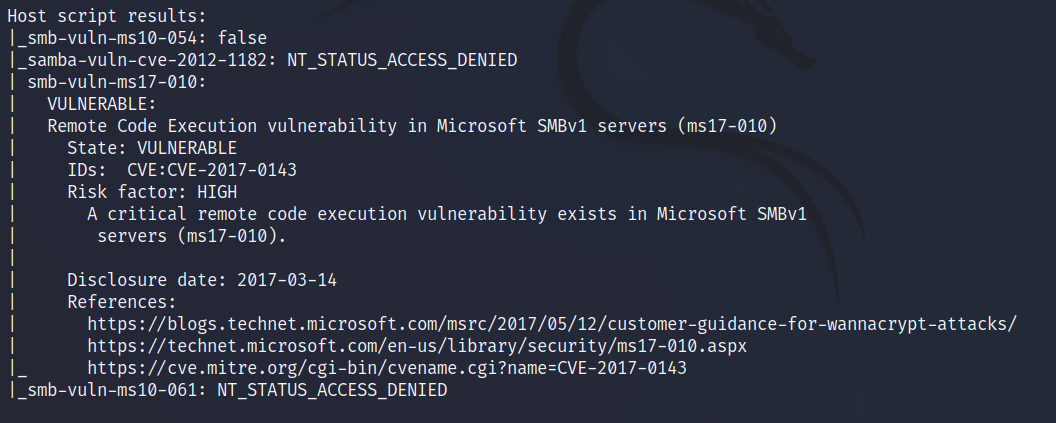 Host script results:
|_smb-vuln-ms10-054: false
|_samba-vuln-cve-2012-1182: NT_STATUS_ACCESS_DENIED
| smb-vuln-ms17-010:
|   VULNERABLE:
|   Remote Code Execution vulnerability in Microsoft SMBv1 servers (ms17-010)
|     State: VULNERABLE
|     IDs:  CVE:CVE-2017-0143
|     Risk factor: HIGH
|       A critical remote code execution vulnerability exists in Microsoft SMBv1
|        servers (ms17-010).
|
|     Disclosure date: 2017-03-14
|     References:
|       https://blogs.technet.microsoft.com/msrc/2017/05/12/customer-guidance-for-wannacrypt-attacks/
|       https://technet.microsoft.com/en-us/library/security/ms17-010.aspx
|_      https://cve.mitre.org/cgi-bin/cvename.cgi?name=CVE-2017-0143
|_smb-vuln-ms10-061: NT_STATUS_ACCESS_DENIED